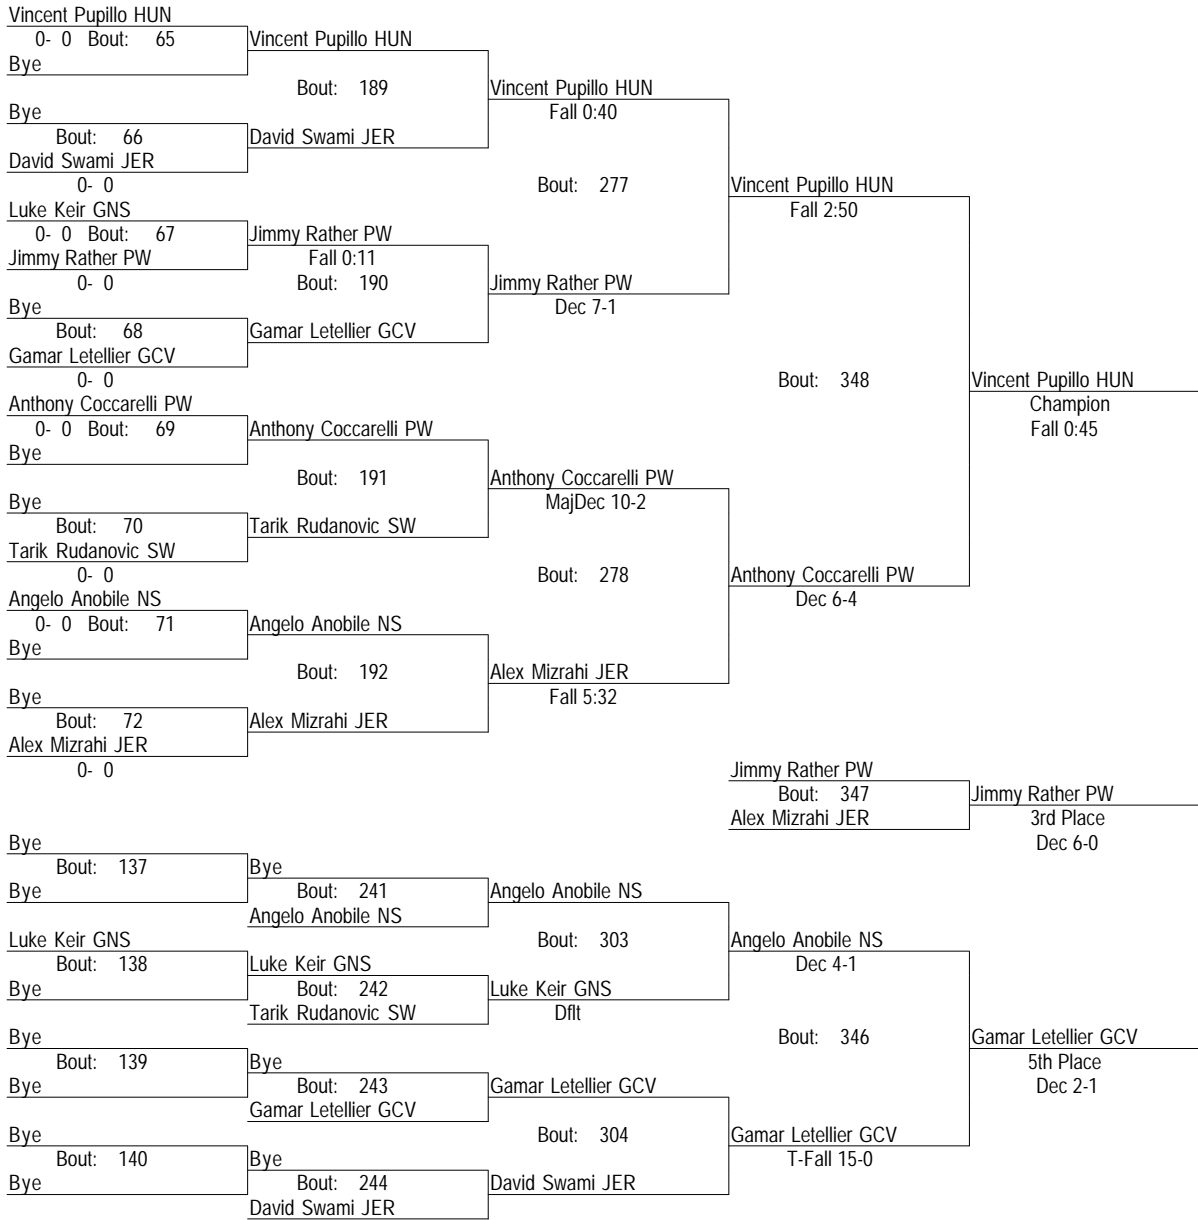 Vincent Pupillo HUN
0- 0 Bout: 65 Vincent Pupillo HUN
Bye
Bout: 189 Vincent Pupillo HUN
Bye Fall 0:40
Bout: 66 David Swami JER
David Swami JER
0- 0 Bout: 277 Vincent Pupillo HUN
Luke Keir GNS Fall 2:50
0- 0 Bout: 67 Jimmy Rather PW
Jimmy Rather PW Fall 0:11
0- 0 Bout: 190 Jimmy Rather PW
Bye Dec 7-1
Bout: 68 Gamar Letellier GCV
Gamar Letellier GCV
0- 0 Bout: 348 Vincent Pupillo HUN
Anthony Coccarelli PW Champion
0- 0 Bout: 69 Anthony Coccarelli PW Fall 0:45
Bye
Bout: 191 Anthony Coccarelli PW
Bye MajDec 10-2
Bout: 70 Tarik Rudanovic SW
Tarik Rudanovic SW
0- 0 Bout: 278 Anthony Coccarelli PW
Angelo Anobile NS Dec 6-4
0- 0 Bout: 71 Angelo Anobile NS
Bye
Bout: 192 Alex Mizrahi JER
Bye Fall 5:32
Bout: 72 Alex Mizrahi JER
Alex Mizrahi JER
0- 0 Jimmy Rather PW
Bout: 347 Jimmy Rather PW
Alex Mizrahi JER 3rd Place
Bye Dec 6-0
Bout: 137 Bye
Bye Bout: 241 Angelo Anobile NS
Angelo Anobile NS
Luke Keir GNS Bout: 303 Angelo Anobile NS
Bout: 138 Luke Keir GNS Dec 4-1
Bye Bout: 242 Luke Keir GNS
Tarik Rudanovic SW Dflt
Bye Bout: 346 Gamar Letellier GCV
Bout: 139 Bye 5th Place
Bye Bout: 243 Gamar Letellier GCV Dec 2-1
Gamar Letellier GCV
Bye Bout: 304 Gamar Letellier GCV
Bout: 140 Bye T-Fall 15-0
Bye Bout: 244 David Swami JER
David Swami JER